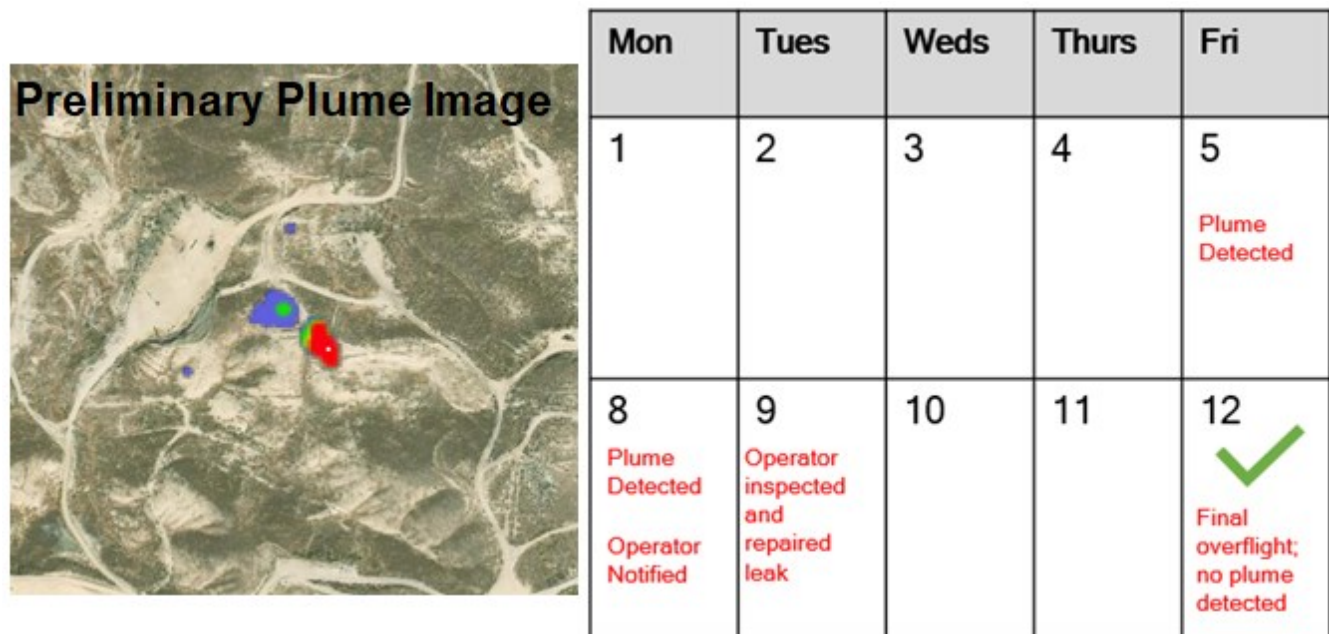 Preliminary Plume Image
Mon
Tues
Weds
Thurs
Fri
1
2
3
4
5
Plume
Detected
8
Plume
Detected
Operator
Notified
9
Operator
inspected
and
repaired
leak
10
11
12
Final
overflight;
no plume
detected